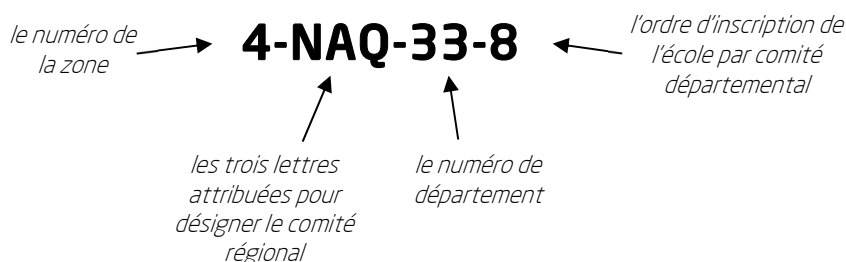 le numéro de
la zone
4-NAQ-33-8
l'ordre d'inscription de
l'école par comité
départemental
les trois lettres
attribuées pour
désigner le comité
régional
le numéro de
département